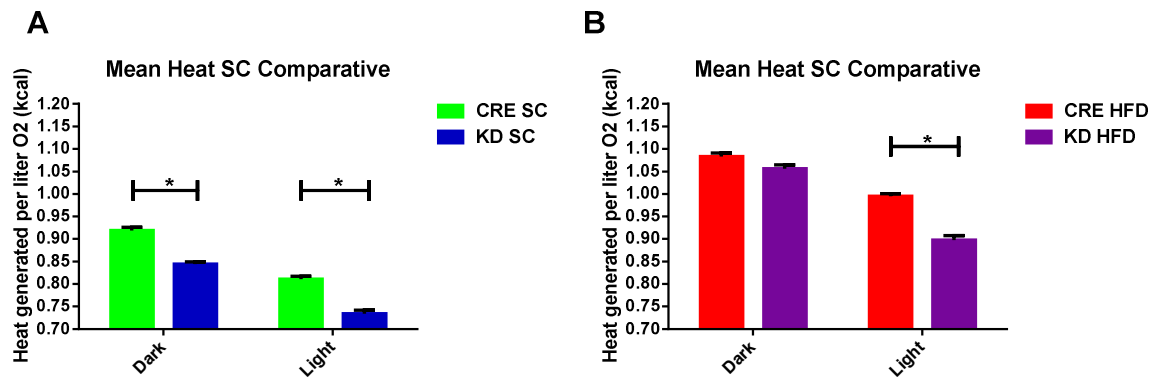 A
Mean Heat SC Comparative
Heat generated per liter O2 (kcal)
1.20
1.15
1.10
1.05
1.00
0.95
0.90
0.85
0.80
0.75
0.70
*
*
Dark
Light
CRE SC
KD SC
B
Mean Heat SC Comparative
Heat generated per liter O2 (kcal)
1.20
1.15
1.10
1.05
1.00
0.95
0.90
0.85
0.80
0.75
0.70
*
Dark
Light
CRE HFD
KD HFD